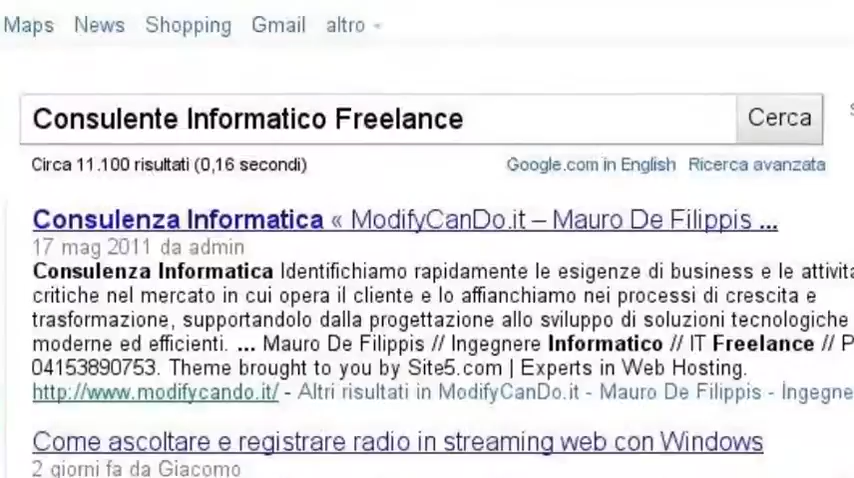 Maps News Shopping Gmail altro
Consulente Informatico Freelance Cerca
Circa 11.100 risultati (0,16 secondi) Google.com in English Ricerca avanzata
Consulenza Informatica « ModifyCanDo.it – Mauro De Filippis ...
17 mag 2011 da admin
Consulenza Informatica Identifichiamo rapidamente le esigenze di business e le attivita
critiche nel mercato in cui opera il cliente e lo affianchiamo nei processi di crescita e
trasformazione, supportandolo dalla progettazione allo sviluppo di soluzioni tecnologiche
moderne ed efficienti. ... Mauro De Filippis // Ingegnere Informatico // IT Freelance // P
04153890753. Theme brought to you by Site5.com | Experts in Web Hosting.
http://www.modifycando.it/ - Altri risultati in ModifyCanDo.it - Mauro De Filippis - Ingegne
Come ascoltare e registrare radio in streaming web con Windows
2 giorni fa da Giacomo